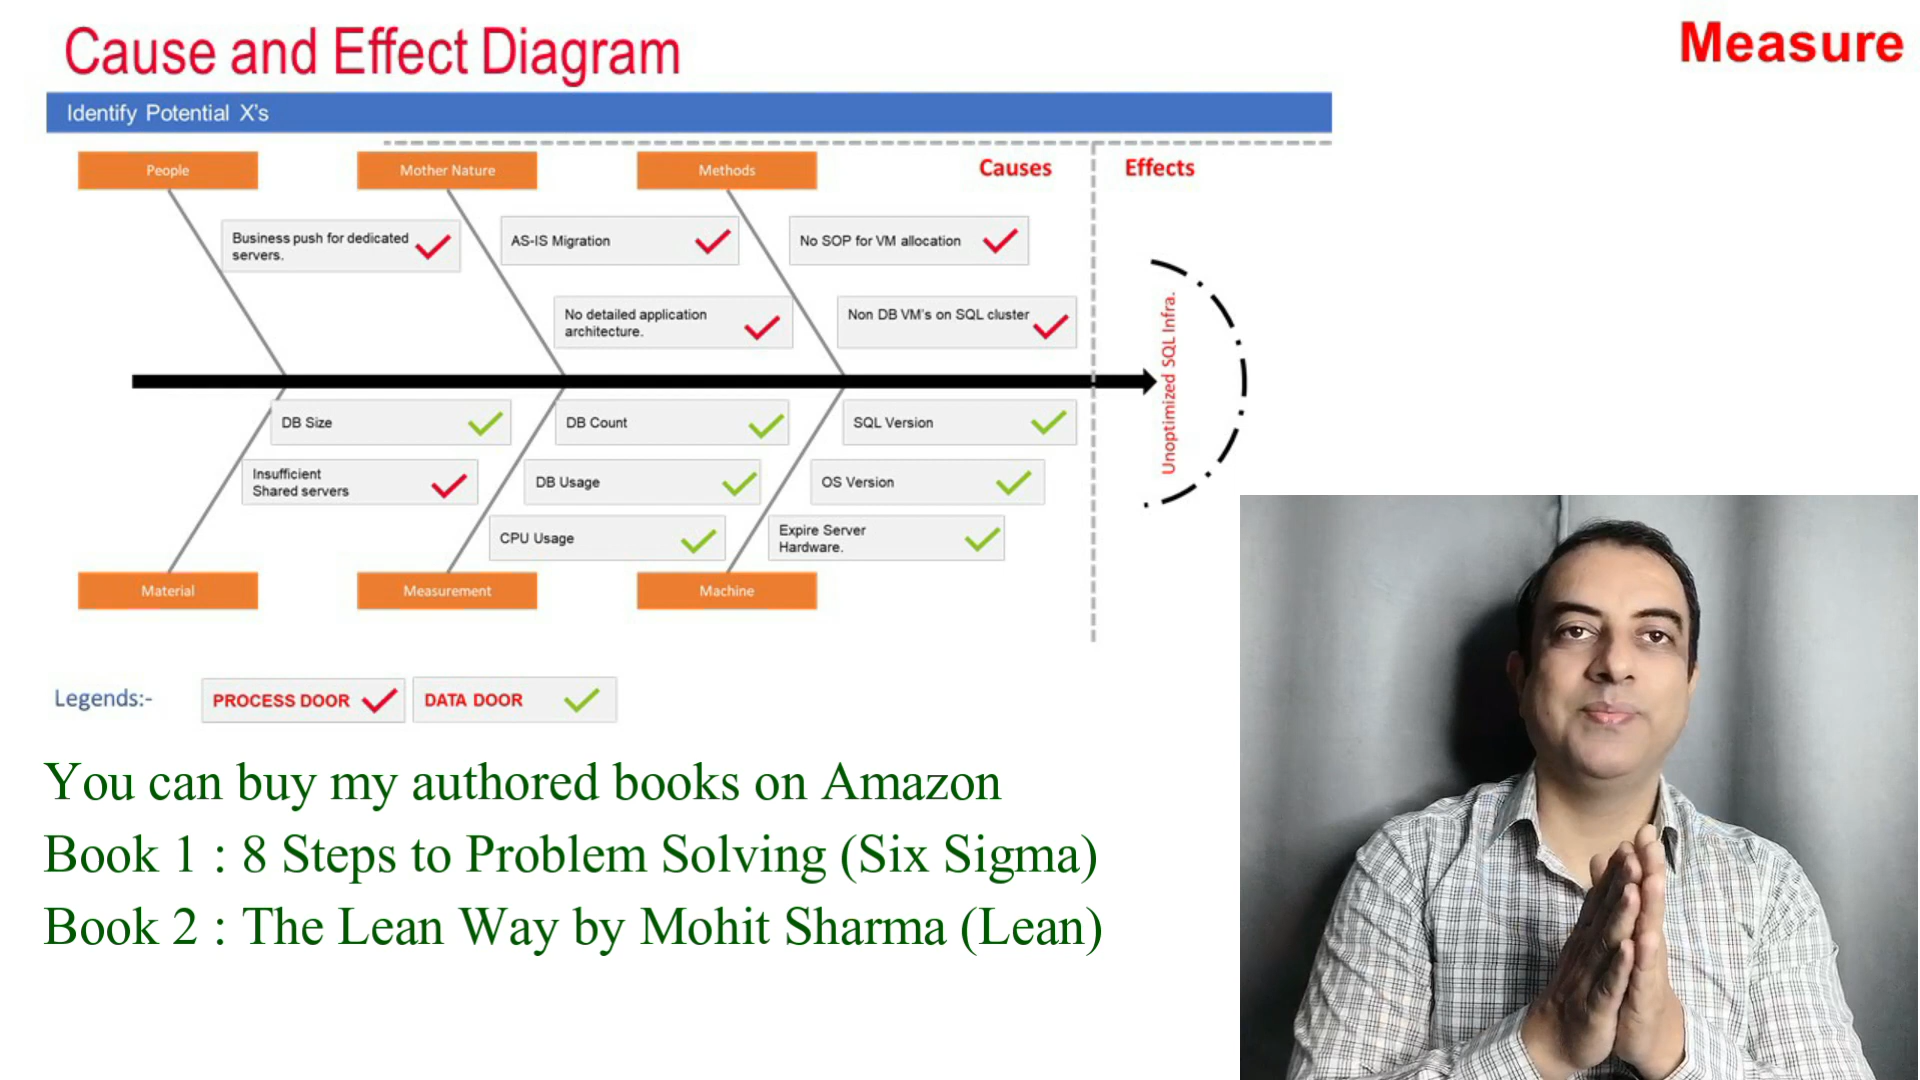 Cause and Effect Diagram
Measure
Identify Potential X's
People
Mother Nature
Methods
Causes
Effects
Business push for dedicated
servers.
AS-IS Migration
No SOP for VM allocation
No detailed application
architecture.
Non DB VM's on SQL cluster
Unoptimized SQL Infra.
DB Size
DB Count
SQL Version
Insufficient
Shared servers
DB Usage
OS Version
CPU Usage
Expire Server
Hardware.
Material
Measurement
Machine
Legends:-
PROCESS DOOR
DATA DOOR
You can buy my authored books on Amazon
Book 1 : 8 Steps to Problem Solving (Six Sigma)
Book 2 : The Lean Way by Mohit Sharma (Lean)